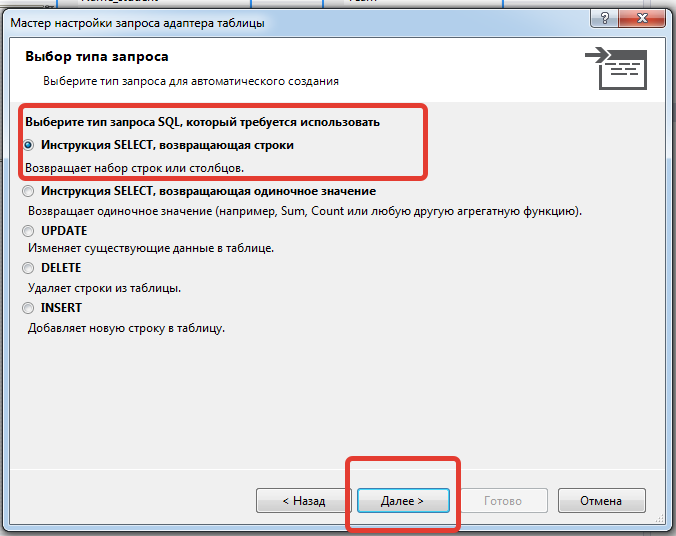 Мастер настройки запроса адаптера таблицы
Выбор типа запроса
Выберите тип запроса для автоматического создания
Выберите тип запроса SQL, который требуется использовать
Инструкция SELECT, возвращающая строки
Возвращает набор строк или столбцов.
Инструкция SELECT, возвращающая одиночное значение
Возвращает одиночное значение (например, Sum, Count или любую другую агрегатную функцию).
UPDATE
Изменяет существующие данные в таблице.
DELETE
Удаляет строки из таблицы.
INSERT
Добавляет новую строку в таблицу.
< Назад Далее > Готово Отмена